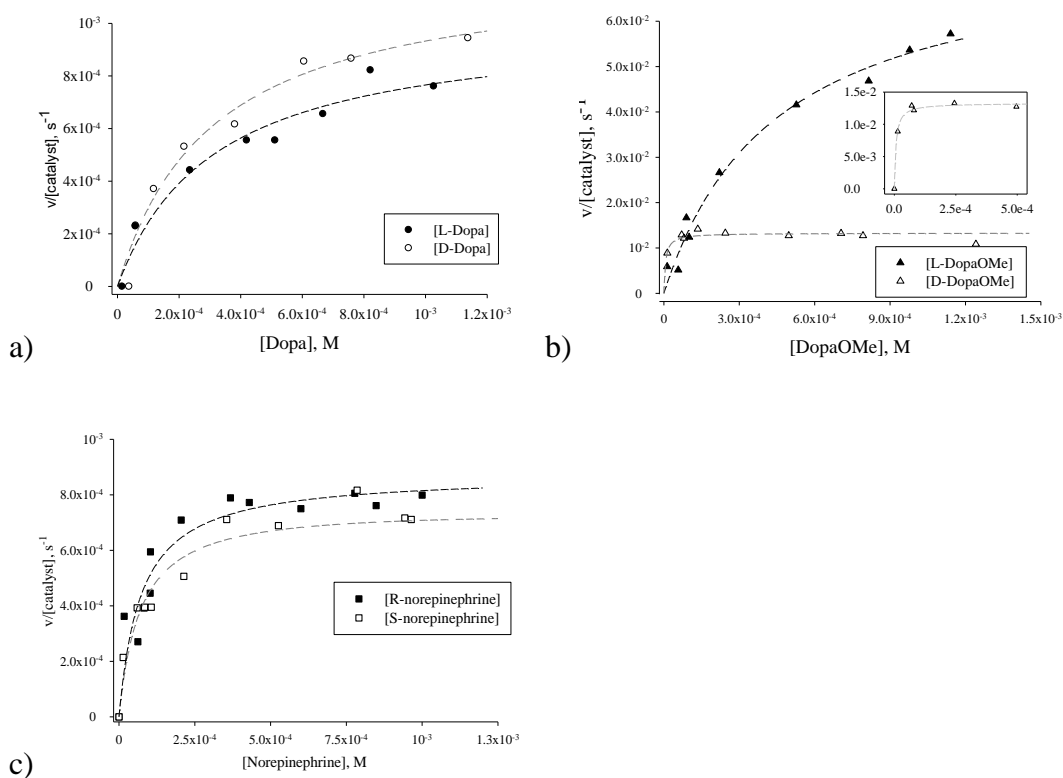 10⁻³
8x10⁻⁴
6x10⁻⁴
4x10⁻⁴
2x10⁻⁴
0
v/[catalyst], s⁻¹
[L-Dopa]
[D-Dopa]
0 2.0x10⁻⁴ 4.0x10⁻⁴ 6.0x10⁻⁴ 8.0x10⁻⁴ 10⁻³ 1.2x10⁻³
[Dopa], M
a)
6.0x10⁻²
5.0x10⁻²
4.0x10⁻²
3.0x10⁻²
2.0x10⁻²
10⁻²
0
v/[catalyst], s⁻¹
1.5e-2
1.0e-2
5.0e-3
0.0
0.0 2.5e-4 5.0e-4
[L-DopaOMe]
[D-DopaOMe]
0 3.0x10⁻⁴ 6.0x10⁻⁴ 9.0x10⁻⁴ 1.2x10⁻³ 1.5x10⁻³
[DopaOMe], M
b)
10⁻³
8.0x10⁻⁴
6.0x10⁻⁴
4.0x10⁻⁴
2.0x10⁻⁴
0
v/[catalyst], s⁻¹
[R-norepinephrine]
[S-norepinephrine]
0 2.5x10⁻⁴ 5.0x10⁻⁴ 7.5x10⁻⁴ 10⁻³ 1.3x10⁻³
[Norepinephrine], M
c)